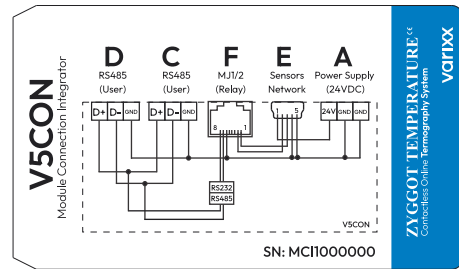 V5CON
Module Connection Integrator
D C F E A
RS485 RS485 MJ1/2 Sensors Power Supply
(User) (User) (Relay) Network (24VDC)
D+ D- GND D+ D- GND 8 1 1 5 24V GND GND
RS232
RS485
V5CON
SN: MCI1000000
ZYGGOT TEMPERATURE CE
Contactless Online Termography System
varixx